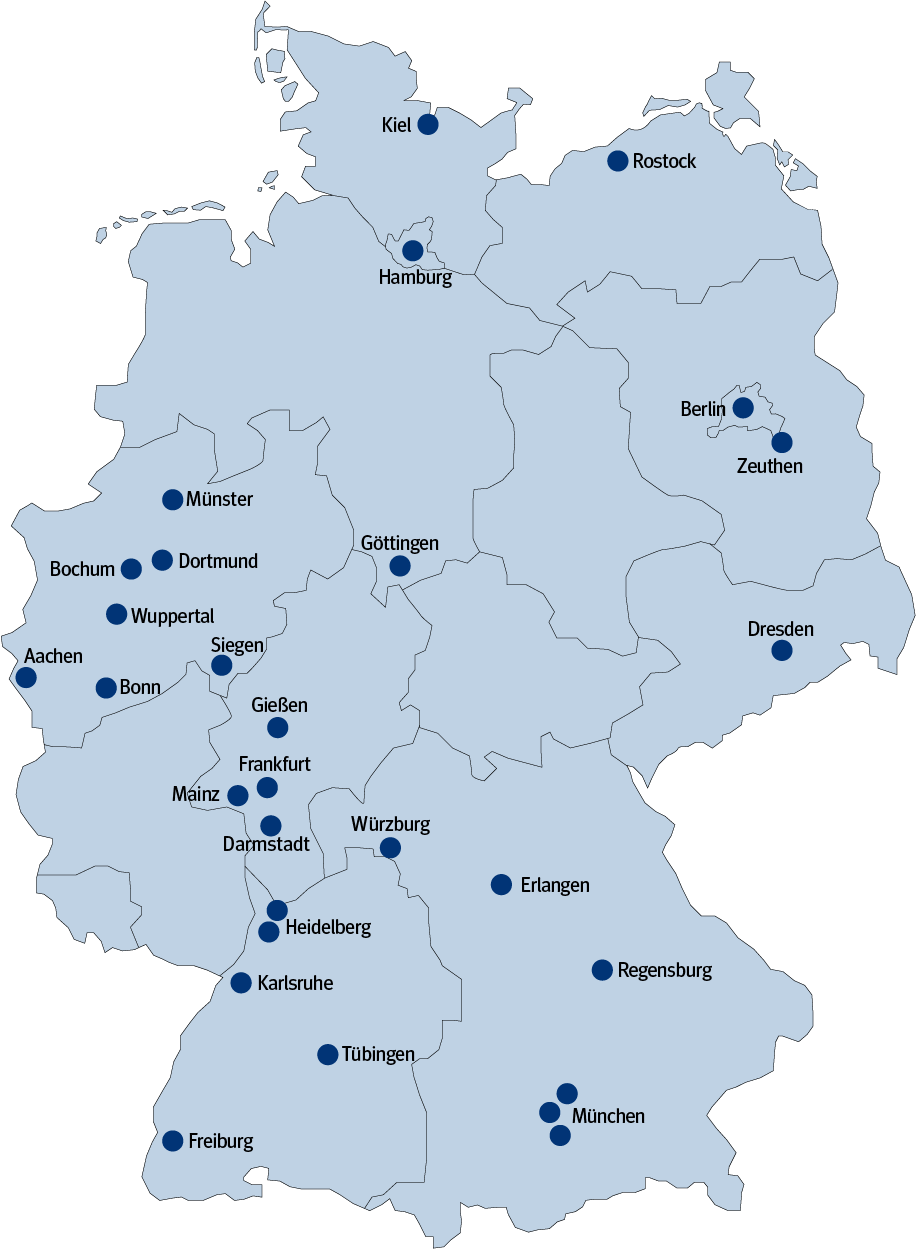 Kiel
Rostock
Hamburg
Berlin
Zeuthen
Münster
Göttingen
Bochum
Dortmund
Wuppertal
Dresden
Siegen
Aachen
Bonn
Gießen
Frankfurt
Mainz
Würzburg
Darmstadt
Erlangen
Heidelberg
Regensburg
Karlsruhe
Tübingen
München
Freiburg